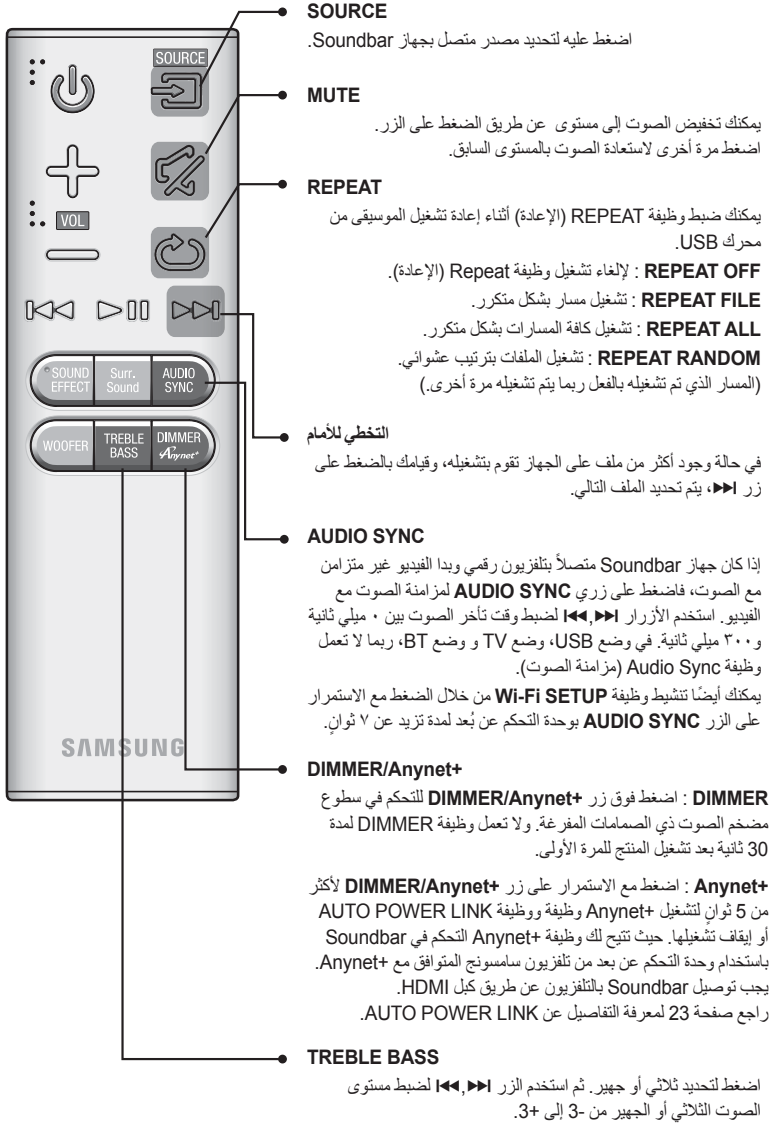 SOURCE
اضغط عليه لتحديد مصدر متصل بجهاز Soundbar.
MUTE
يمكنك تخفيض الصوت إلى مستوى عن طريق الضغط على الزر.
اضغط مرة أخرى لاستعادة الصوت بالمستوى السابق.
REPEAT
يمكنك ضبط وظيفة REPEAT (الإعادة) أثناء إعادة تشغيل الموسيقى من
محرك USB.
REPEAT OFF : لإلغاء تشغيل وظيفة Repeat (الإعادة).
REPEAT FILE : تشغيل مسار بشكل متكرر.
REPEAT ALL : تشغيل كافة المسارات بشكل متكرر.
REPEAT RANDOM : تشغيل الملفات بترتيب عشوائي.
(المسار الذي تم تشغيله بالفعل ربما يتم تشغيله مرة أخرى.)
التخطي للأمام
في حالة وجود أكثر من ملف على الجهاز تقوم بتشغيله، وقيامك بالضغط على
زر ⏭، يتم تحديد الملف التالي.
AUDIO SYNC
إذا كان جهاز Soundbar متصلاً بتلفزيون رقمي وبدا الفيديو غير متزامن
مع الصوت، فاضغط على زري AUDIO SYNC لمزامنة الصوت مع
الفيديو. استخدم الأزرار ⏮,⏭ لضبط وقت تأخر الصوت بين ٠ ميلي ثانية
و٣٠٠ ميلي ثانية. في وضع USB، وضع TV و وضع BT، ربما لا تعمل
وظيفة Audio Sync (مزامنة الصوت).
يمكنك أيضًا تنشيط وظيفة Wi-Fi SETUP من خلال الضغط مع الاستمرار
على الزر AUDIO SYNC بوحدة التحكم عن بُعد لمدة تزيد عن ٧ ثوانٍ.
DIMMER/Anynet+
DIMMER : اضغط فوق زر DIMMER/Anynet+ للتحكم في سطوع
مضخم الصوت ذي الصمامات المفرغة. ولا تعمل وظيفة DIMMER لمدة
30 ثانية بعد تشغيل المنتج للمرة الأولى.
Anynet+ : اضغط مع الاستمرار على زر DIMMER/Anynet+ لأكثر
من 5 ثوانٍ لتشغيل Anynet+ وظيفة ووظيفة AUTO POWER LINK
أو إيقاف تشغيلها. حيث تتيح لك وظيفة Anynet+ التحكم في Soundbar
باستخدام وحدة التحكم عن بعد من تلفزيون سامسونج المتوافق مع Anynet+.
يجب توصيل Soundbar بالتلفزيون عن طريق كبل HDMI.
راجع صفحة 23 لمعرفة التفاصيل عن AUTO POWER LINK.
TREBLE BASS
اضغط لتحديد ثلاثي أو جهير. ثم استخدم الزر ⏮,⏭ لضبط مستوى
الصوت الثلاثي أو الجهير من -3 إلى +3.
SOURCE
VOL
SOUND EFFECT
Surr. Sound
AUDIO SYNC
WOOFER
TREBLE BASS
DIMMER Anynet+
SAMSUNG